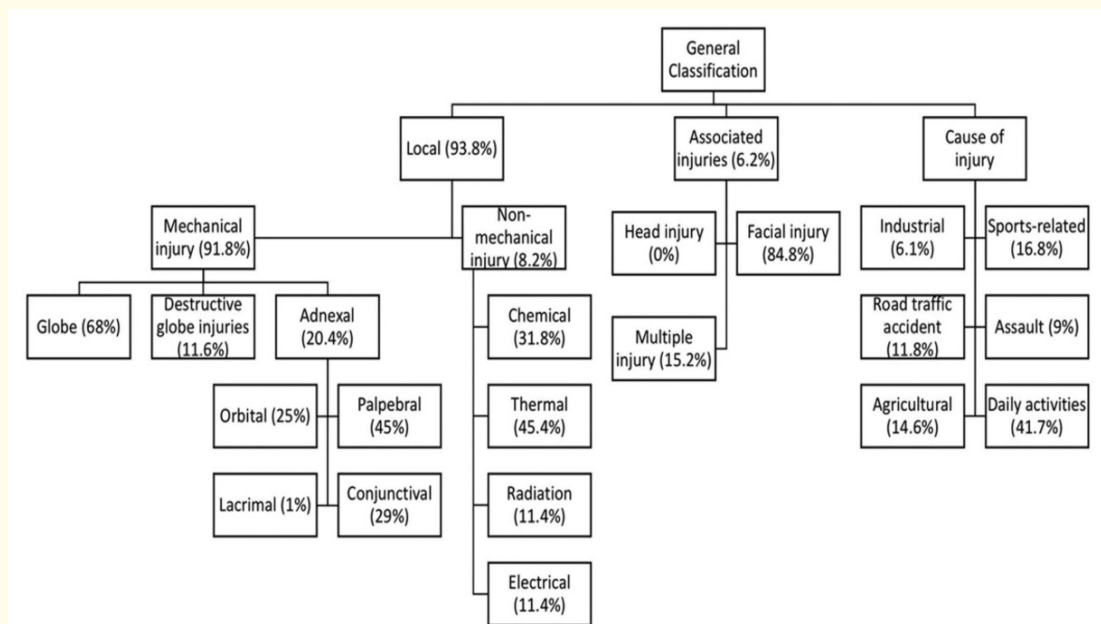 General
Classification
Local (93.8%)
Associated
injuries (6.2%)
Cause of
injury
Mechanical
injury (91.8%)
Non-
mechanical
injury (8.2%)
Head injury
(0%)
Facial injury
(84.8%)
Industrial
(6.1%)
Sports-related
(16.8%)
Globe (68%)
Destructive
globe injuries
(11.6%)
Adnexal
(20.4%)
Chemical
(31.8%)
Multiple
injury (15.2%)
Road traffic
accident
(11.8%)
Assault (9%)
Orbital (25%)
Palpebral
(45%)
Thermal
(45.4%)
Agricultural
(14.6%)
Daily activities
(41.7%)
Lacrimal (1%)
Conjunctival
(29%)
Radiation
(11.4%)
Electrical
(11.4%)